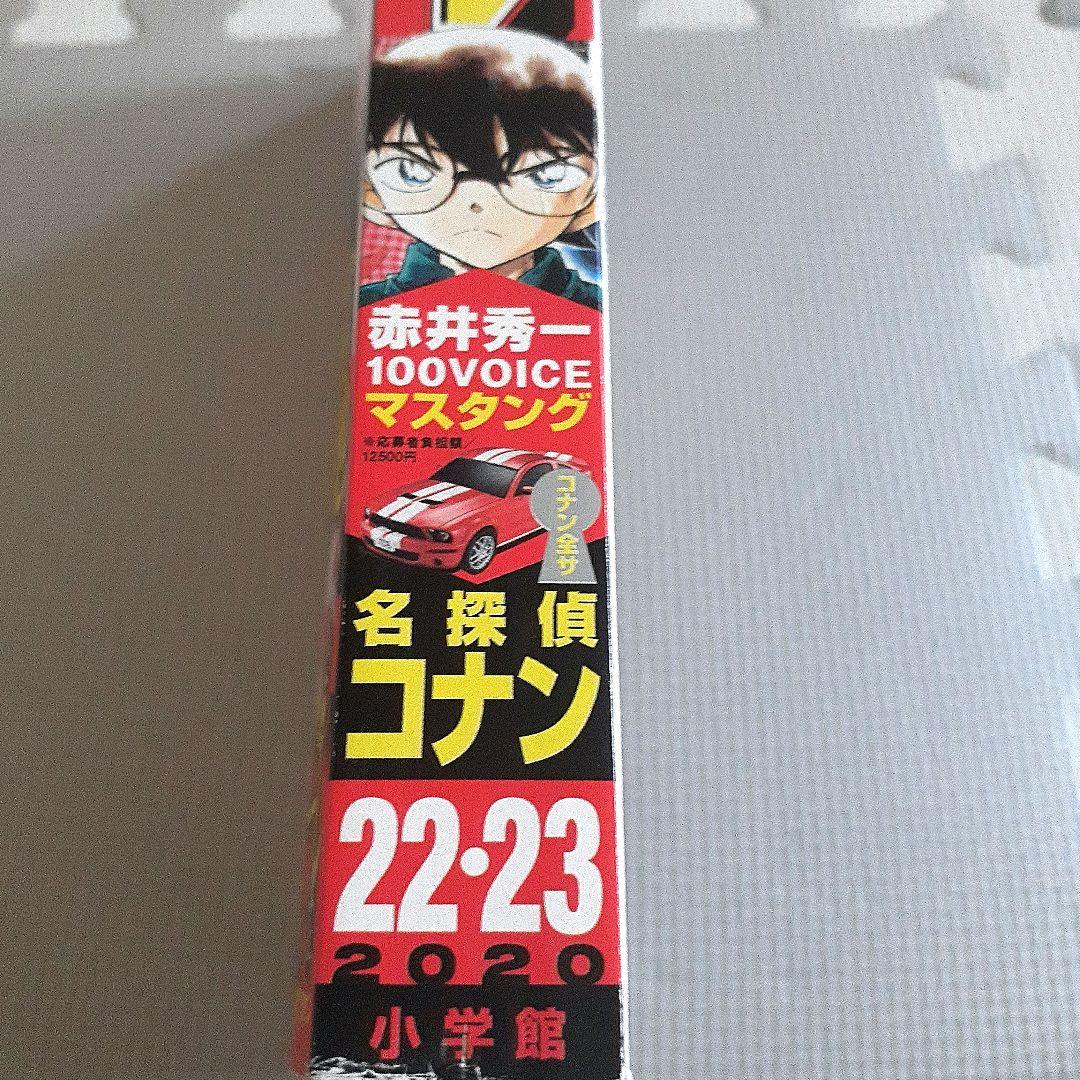 赤井秀一
100VOICE
マスタング
※応募者負担額/
12500円
コナン全サ
名探偵
コナン
22・23
2020
小学館